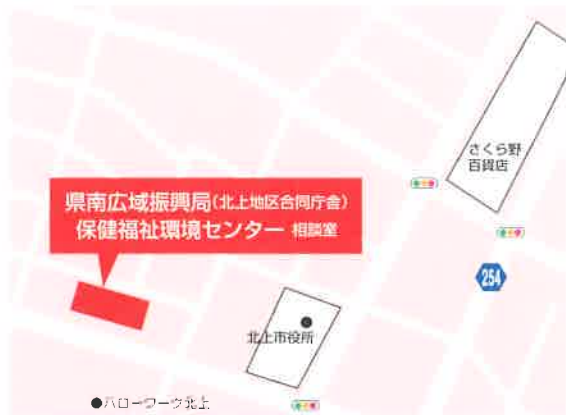 さくら野
百貨店
県南広域振興局(北上地区合同庁舎)
保健福祉環境センター 相談室
254
北上市役所
●ハローワーク北上